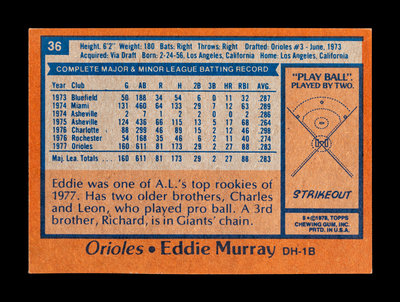 36
Height: 6'2" Weight: 180 Bats: Right Throws: Right Drafted: Orioles #3 - June, 1973
Acquired: Via Draft Born: 2-24-56, Los Angeles, California Home: Los Angeles, California
COMPLETE MAJOR & MINOR LEAGUE BATTING RECORD
Year Club G AB R H 2B 3B HR RBI AVG.
1973 Bluefield 50 188 34 54 6 0 11 32 .287
1974 Miami 131 460 64 133 29 7 12 63 .289
1974 Asheville 2 7 1 2 2 0 0 2 .286
1975 Asheville 124 436 66 115 13 5 17 68 .264
1976 Charlotte 88 299 46 89 15 2 12 46 .298
1976 Rochester 54 168 35 46 6 2 11 40 .274
1977 Orioles 160 611 81 173 29 2 27 88 .283
Maj. Lea. Totals 160 611 81 173 29 2 27 88 .283
"PLAY BALL"
PLAYED BY TWO.
STRIKEOUT
©1978, TOPPS
CHEWING GUM, INC.
PRTD. IN U.S.A.
Eddie was one of A.L.'s top rookies of
1977. Has two older brothers, Charles
and Leon, who played pro ball. A 3rd
brother, Richard, is in Giants' chain.
Orioles • Eddie Murray DH-1B